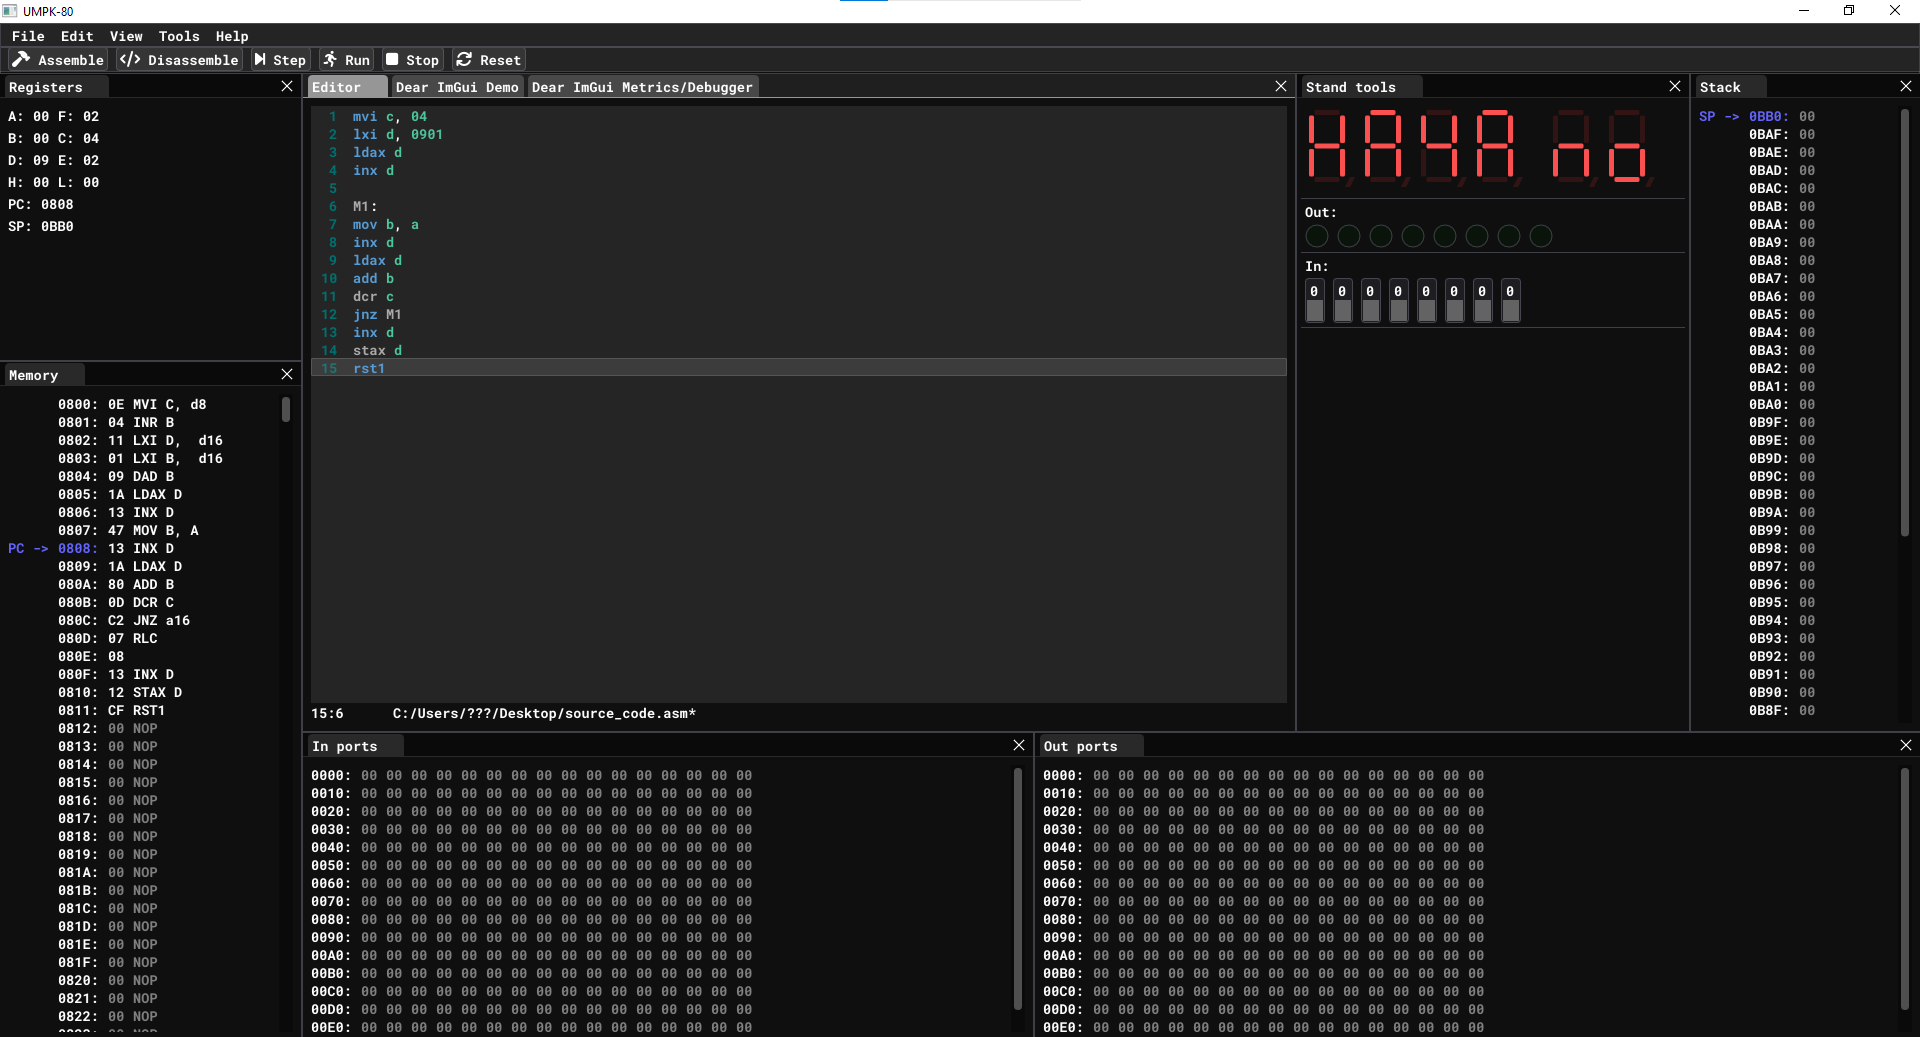 UMPK-80
File Edit View Tools Help
Assemble </> Disassemble Step Run Stop Reset
Registers
A: 00 F: 02
B: 00 C: 04
D: 09 E: 02
H: 00 L: 00
PC: 0808
SP: 0BB0
Memory
0800: 0E MVI C, d8
0801: 04 INR B
0802: 11 LXI D, d16
0803: 01 LXI B, d16
0804: 09 DAD B
0805: 1A LDAX D
0806: 13 INX D
0807: 47 MOV B, A
PC -> 0808: 13 INX D
0809: 1A LDAX D
080A: 80 ADD B
080B: 0D DCR C
080C: C2 JNZ a16
080D: 07 RLC
080E: 08
080F: 13 INX D
0810: 12 STAX D
0811: CF RST1
0812: 00 NOP
0813: 00 NOP
0814: 00 NOP
0815: 00 NOP
0816: 00 NOP
0817: 00 NOP
0818: 00 NOP
0819: 00 NOP
081A: 00 NOP
081B: 00 NOP
081C: 00 NOP
081D: 00 NOP
081E: 00 NOP
081F: 00 NOP
0820: 00 NOP
0821: 00 NOP
0822: 00 NOP
Editor Dear ImGui Demo Dear ImGui Metrics/Debugger
1 mvi c, 04
2 lxi d, 0901
3 ldax d
4 inx d
5
6 M1:
7 mov b, a
8 inx d
9 ldax d
10 add b
11 dcr c
12 jnz M1
13 inx d
14 stax d
15 rst1
15:6 C:/Users/???/Desktop/source_code.asm*
Stand tools
Out:
In:
0 0 0 0 0 0 0 0
Stack
SP -> 0BB0: 00
0BAF: 00
0BAE: 00
0BAD: 00
0BAC: 00
0BAB: 00
0BAA: 00
0BA9: 00
0BA8: 00
0BA7: 00
0BA6: 00
0BA5: 00
0BA4: 00
0BA3: 00
0BA2: 00
0BA1: 00
0BA0: 00
0B9F: 00
0B9E: 00
0B9D: 00
0B9C: 00
0B9B: 00
0B9A: 00
0B99: 00
0B98: 00
0B97: 00
0B96: 00
0B95: 00
0B94: 00
0B93: 00
0B92: 00
0B91: 00
0B90: 00
0B8F: 00
In ports
0000: 00 00 00 00 00 00 00 00 00 00 00 00 00 00 00 00
0010: 00 00 00 00 00 00 00 00 00 00 00 00 00 00 00 00
0020: 00 00 00 00 00 00 00 00 00 00 00 00 00 00 00 00
0030: 00 00 00 00 00 00 00 00 00 00 00 00 00 00 00 00
0040: 00 00 00 00 00 00 00 00 00 00 00 00 00 00 00 00
0050: 00 00 00 00 00 00 00 00 00 00 00 00 00 00 00 00
0060: 00 00 00 00 00 00 00 00 00 00 00 00 00 00 00 00
0070: 00 00 00 00 00 00 00 00 00 00 00 00 00 00 00 00
0080: 00 00 00 00 00 00 00 00 00 00 00 00 00 00 00 00
0090: 00 00 00 00 00 00 00 00 00 00 00 00 00 00 00 00
00A0: 00 00 00 00 00 00 00 00 00 00 00 00 00 00 00 00
00B0: 00 00 00 00 00 00 00 00 00 00 00 00 00 00 00 00
00C0: 00 00 00 00 00 00 00 00 00 00 00 00 00 00 00 00
00D0: 00 00 00 00 00 00 00 00 00 00 00 00 00 00 00 00
00E0: 00 00 00 00 00 00 00 00 00 00 00 00 00 00 00 00
Out ports
0000: 00 00 00 00 00 00 00 00 00 00 00 00 00 00 00 00
0010: 00 00 00 00 00 00 00 00 00 00 00 00 00 00 00 00
0020: 00 00 00 00 00 00 00 00 00 00 00 00 00 00 00 00
0030: 00 00 00 00 00 00 00 00 00 00 00 00 00 00 00 00
0040: 00 00 00 00 00 00 00 00 00 00 00 00 00 00 00 00
0050: 00 00 00 00 00 00 00 00 00 00 00 00 00 00 00 00
0060: 00 00 00 00 00 00 00 00 00 00 00 00 00 00 00 00
0070: 00 00 00 00 00 00 00 00 00 00 00 00 00 00 00 00
0080: 00 00 00 00 00 00 00 00 00 00 00 00 00 00 00 00
0090: 00 00 00 00 00 00 00 00 00 00 00 00 00 00 00 00
00A0: 00 00 00 00 00 00 00 00 00 00 00 00 00 00 00 00
00B0: 00 00 00 00 00 00 00 00 00 00 00 00 00 00 00 00
00C0: 00 00 00 00 00 00 00 00 00 00 00 00 00 00 00 00
00D0: 00 00 00 00 00 00 00 00 00 00 00 00 00 00 00 00
00E0: 00 00 00 00 00 00 00 00 00 00 00 00 00 00 00 00